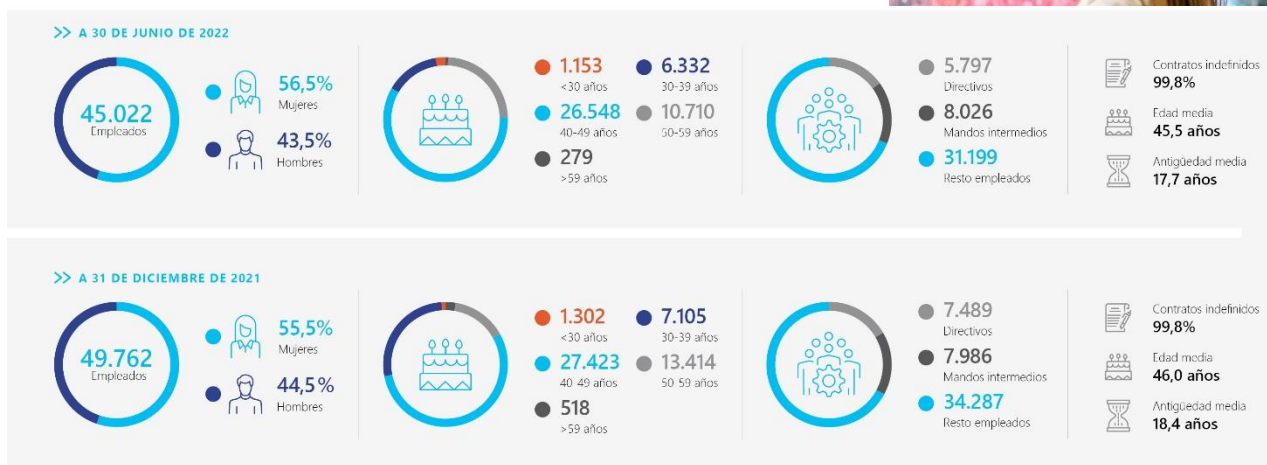 >> A 30 DE JUNIO DE 2022
45.022
Empleados
56,5%
Mujeres
43,5%
Hombres
1.153
<30 años
6.332
30-39 años
26.548
40-49 años
10.710
50-59 años
279
>59 años
5.797
Directivos
8.026
Mandos intermedios
31.199
Resto empleados
Contratos indefinidos
99,8%
Edad media
45,5 años
Antigüedad media
17,7 años
>> A 31 DE DICIEMBRE DE 2021
49.762
Empleados
55,5%
Mujeres
44,5%
Hombres
1.302
<30 años
7.105
30-39 años
27.423
40-49 años
13.414
50-59 años
518
>59 años
7.489
Directivos
7.986
Mandos intermedios
34.287
Resto empleados
Contratos indefinidos
99,8%
Edad media
46,0 años
Antigüedad media
18,4 años